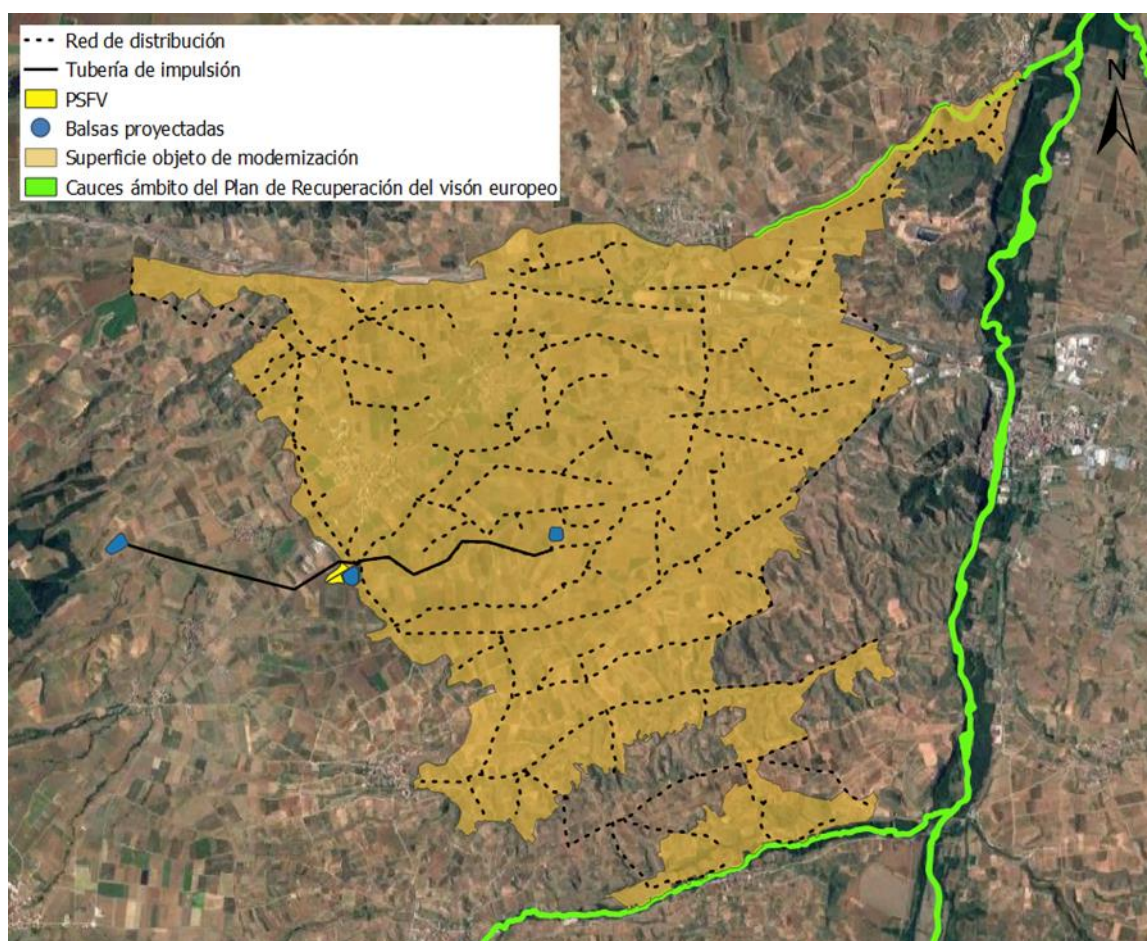 Red de distribución
Tubería de impulsión
PSFV
Balsas proyectadas
Superficie objeto de modernización
Cauces ámbito del Plan de Recuperación del visón europeo
N